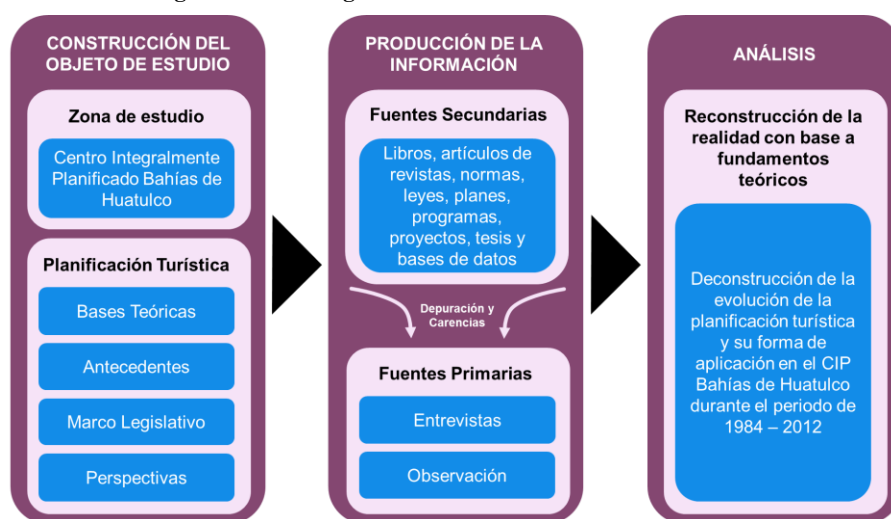 CONSTRUCCIÓN DEL
OBJETO DE ESTUDIO
Zona de estudio
Centro Integralmente
Planificado Bahías de
Huatulco
Planificación Turística
Bases Teóricas
Antecedentes
Marco Legislativo
Perspectivas
PRODUCCIÓN DE LA
INFORMACIÓN
Fuentes Secundarias
Libros, artículos de
revistas, normas,
leyes, planes,
programas,
proyectos, tesis y
bases de datos
Depuración y
Carencias
Fuentes Primarias
Entrevistas
Observación
ANÁLISIS
Reconstrucción de la
realidad con base a
fundamentos
teóricos
Deconstrucción de la
evolución de la
planificación turística
y su forma de
aplicación en el CIP
Bahías de Huatulco
durante el periodo de
1984 – 2012